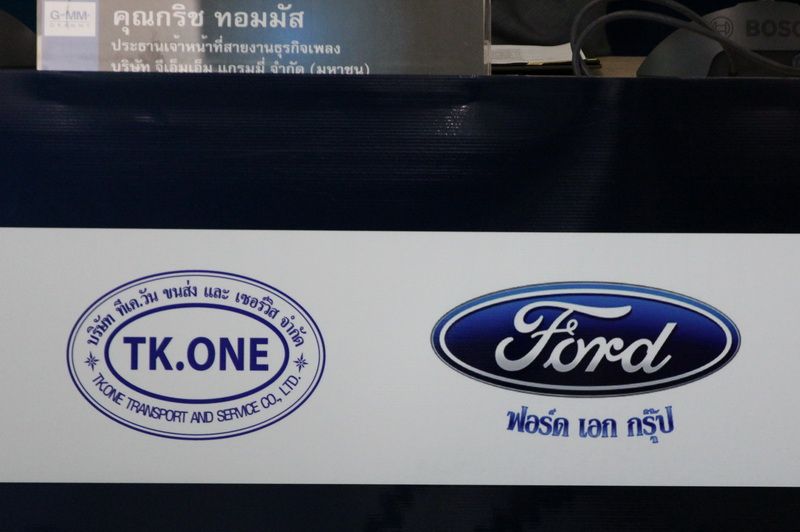 G-MM'
GRAMMY
คุณกริช ทอมมัส
ประธานเจ้าหน้าที่สายงานธุรกิจเพลง
บริษัท จีเอ็มเอ็ม แกรมมี่ จำกัด (มหาชน)
BOSCH
บริษัท ทีเค.วัน ขนส่ง และ เซอร์วิส จำกัด
TK.ONE
TK.ONE TRANSPORT AND SERVICE CO., LTD.
Ford
ฟอร์ด เอก กรุ๊ป